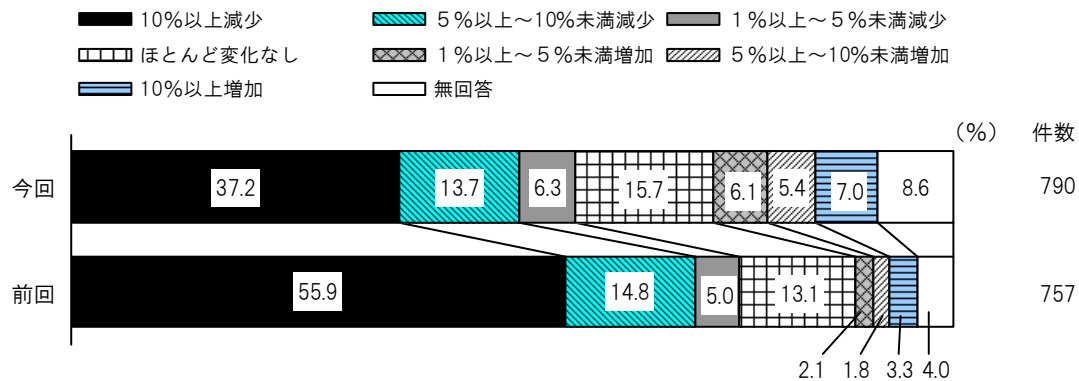 10％以上減少 ５％以上～10％未満減少 １％以上～５％未満減少
ほとんど変化なし １％以上～５％未満増加 ５％以上～10％未満増加
10％以上増加 無回答
（％） 件数
今回 37.2 13.7 6.3 15.7 6.1 5.4 7.0 8.6 790
前回 55.9 14.8 5.0 13.1 757
2.1 1.8 3.3 4.0